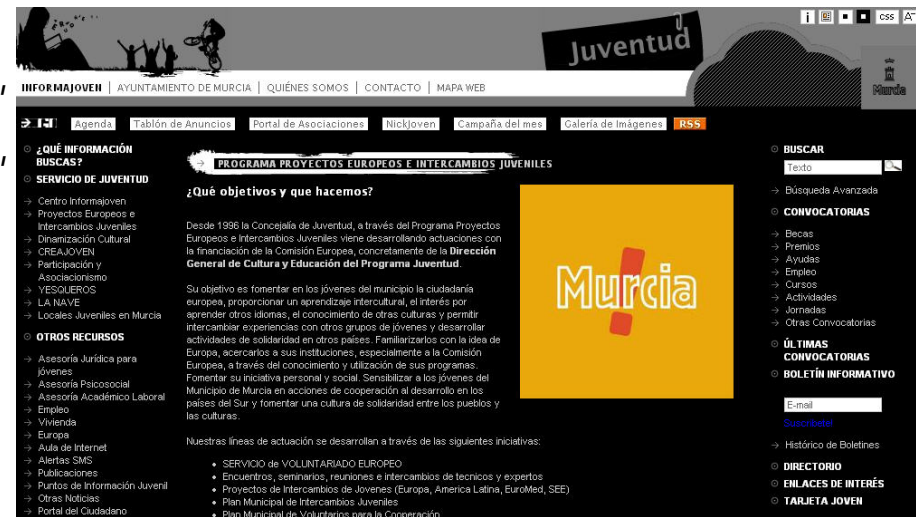 Juventud
i css A-
Murcia
INFORMAJOVEN | AYUNTAMIENTO DE MURCIA | QUIÉNES SOMOS | CONTACTO | MAPA WEB
Agenda Tablón de Anuncios Portal de Asociaciones NickJoven Campaña del mes Galería de Imágenes RSS
¿QUÉ INFORMACIÓN
BUSCAS?
SERVICIO DE JUVENTUD
Centro Informajoven
Proyectos Europeos e
Intercambios Juveniles
Dinamización Cultural
CREAJOVEN
Participación y
Asociacionismo
YESQUEROS
LA NAVE
Locales Juveniles en Murcia
OTROS RECURSOS
Asesoría Jurídica para
jóvenes
Asesoría Psicosocial
Asesoría Académico Laboral
Empleo
Vivienda
Europa
Aula de Internet
Alertas SMS
Publicaciones
Puntos de Información Juvenil
Otras Noticias
Portal del Ciudadano
PROGRAMA PROYECTOS EUROPEOS E INTERCAMBIOS JUVENILES
¿Qué objetivos y que hacemos?
Desde 1996 la Concejalía de Juventud, a través del Programa Proyectos
Europeos e Intercambios Juveniles viene desarrollando actuaciones con
la financiación de la Comisión Europea, concretamente de la Dirección
General de Cultura y Educación del Programa Juventud.
Su objetivo es fomentar en los jóvenes del municipio la ciudadanía
europea, proporcionar un aprendizaje intercultural, el interés por
aprender otros idiomas, el conocimiento de otras culturas y permitir
intercambiar experiencias con otros grupos de jóvenes y desarrollar
actividades de solidaridad en otros países. Familiarizarlos con la idea de
Europa, acercarlos a sus instituciones, especialmente a la Comisión
Europea, a través del conocimiento y utilización de sus programas.
Fomentar su iniciativa personal y social. Sensibilizar a los jóvenes del
Municipio de Murcia en acciones de cooperación al desarrollo en los
países del Sur y fomentar una cultura de solidaridad entre los pueblos y
las culturas.
Nuestras líneas de actuación se desarrollan a través de las siguientes iniciativas:
SERVICIO de VOLUNTARIADO EUROPEO
Encuentros, seminarios, reuniones e intercambios de tecnicos y expertos
Proyectos de Intercambios de Jovenes (Europa, America Latina, EuroMed, SEE)
Plan Municipal de Intercambios Juveniles
Plan Municipal de Voluntarios para la Cooperación
Murcia
BUSCAR
Texto
Búsqueda Avanzada
CONVOCATORIAS
Becas
Premios
Ayudas
Empleo
Cursos
Actividades
Jornadas
Otras Convocatorias
ÚLTIMAS
CONVOCATORIAS
BOLETÍN INFORMATIVO
E-mail
Suscribete!
Histórico de Boletines
DIRECTORIO
ENLACES DE INTERÉS
TARJETA JOVEN